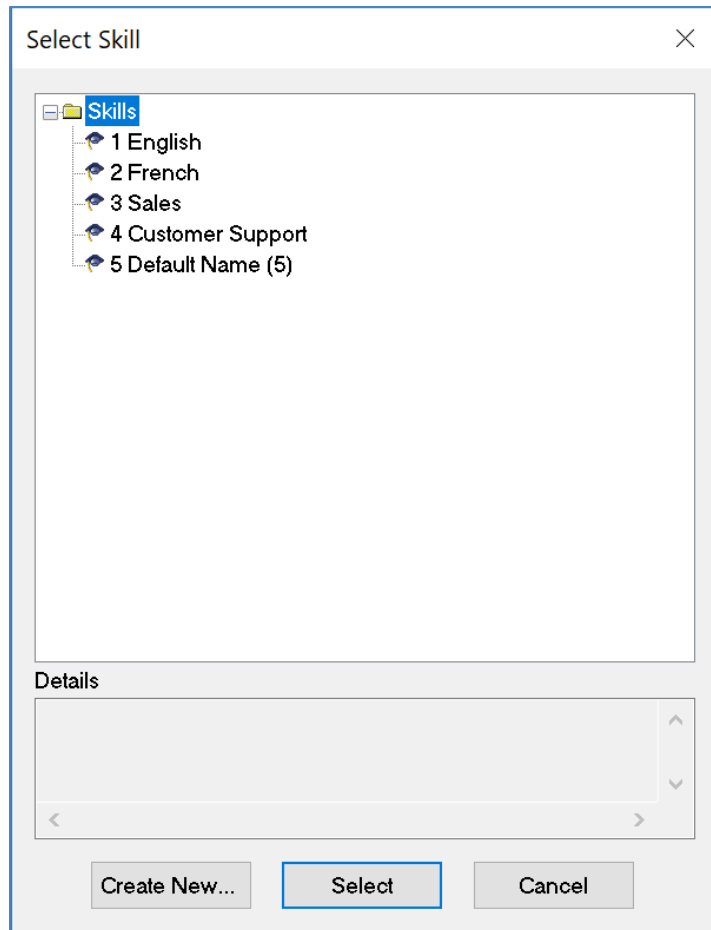 Select Skill
Skills
1 English
2 French
3 Sales
4 Customer Support
5 Default Name (5)
Details
Create New... Select Cancel